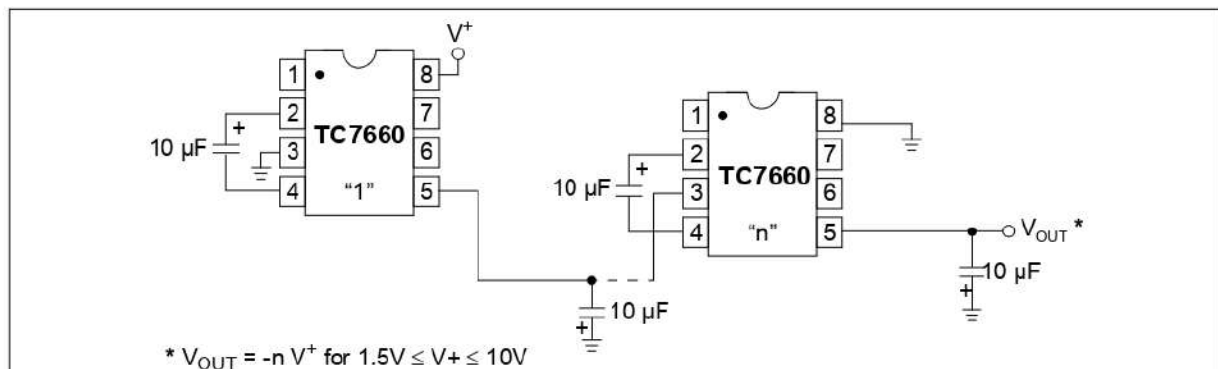 V+
1 8
2 7
TC7660
3 6
"1"
4 5
10 µF
+
1 8
2 7
TC7660
3 6
"n"
4 5
10 µF
+
VOUT *
10 µF
+
10 µF
+
* VOUT = -n V+ for 1.5V ≤ V+ ≤ 10V